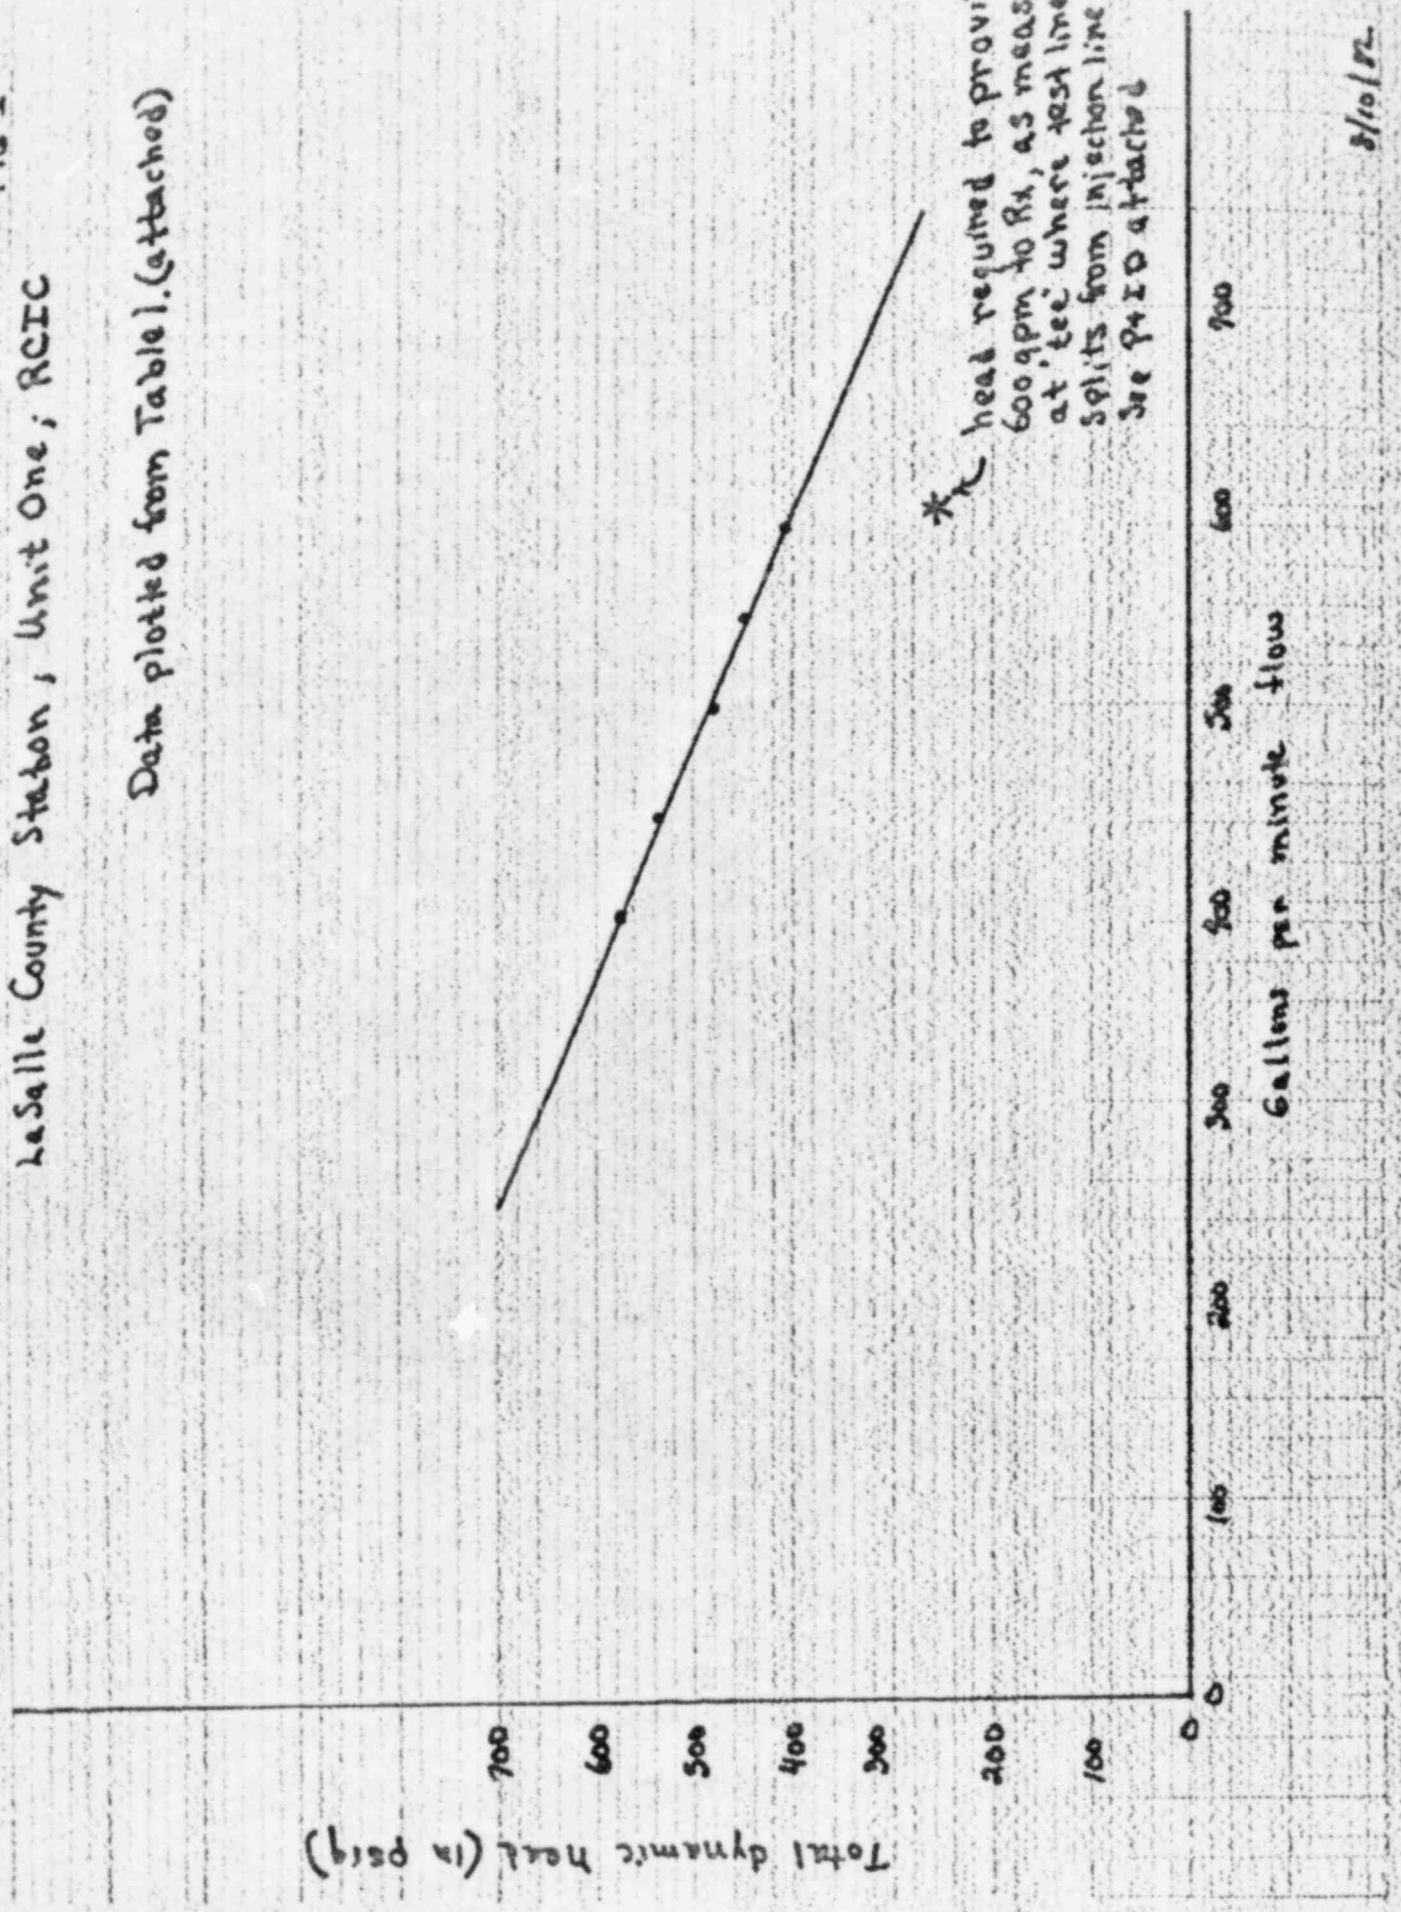 LaSalle County Station, Unit One; RCIC
Data plotted from Table 1. (attached)
Total dynamic head (in psig)
700
600
500
400
300
200
100
0
head required to
600 gpm to Rx, as
at 'tee' where test line
splits from injection line
See P&ID attached
*
0
100
200
300
400
500
600
700
Gallons per minute flow
8/10/82